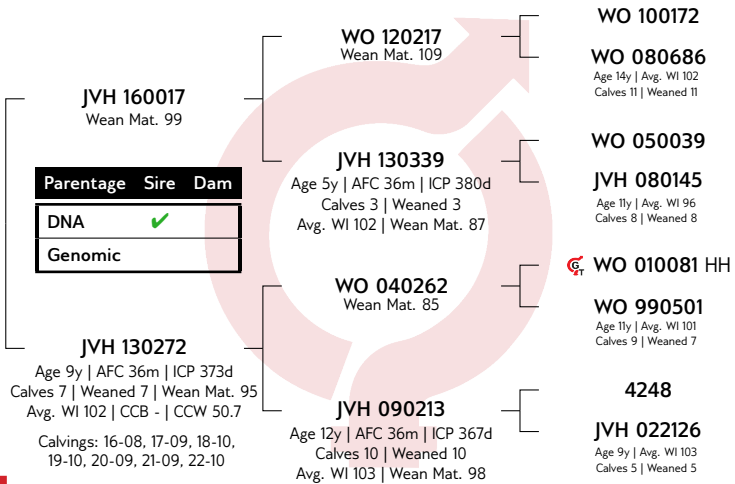 JVH 160017
Wean Mat. 99
Parentage Sire Dam
DNA ✔
Genomic
JVH 130272
Age 9y | AFC 36m | ICP 373d
Calves 7 | Weaned 7 | Wean Mat. 95
Avg. WI 102 | CCB - | CCW 50.7
Calvings: 16-08, 17-09, 18-10,
19-10, 20-09, 21-09, 22-10
WO 120217
Wean Mat. 109
JVH 130339
Age 5y | AFC 36m | ICP 380d
Calves 3 | Weaned 3
Avg. WI 102 | Wean Mat. 87
WO 040262
Wean Mat. 85
JVH 090213
Age 12y | AFC 36m | ICP 367d
Calves 10 | Weaned 10
Avg. WI 103 | Wean Mat. 98
WO 100172
WO 080686
Age 14y | Avg. WI 102
Calves 11 | Weaned 11
WO 050039
JVH 080145
Age 11y | Avg. WI 96
Calves 8 | Weaned 8
GT WO 010081 HH
WO 990501
Age 11y | Avg. WI 101
Calves 9 | Weaned 7
4248
JVH 022126
Age 9y | Avg. WI 103
Calves 5 | Weaned 5